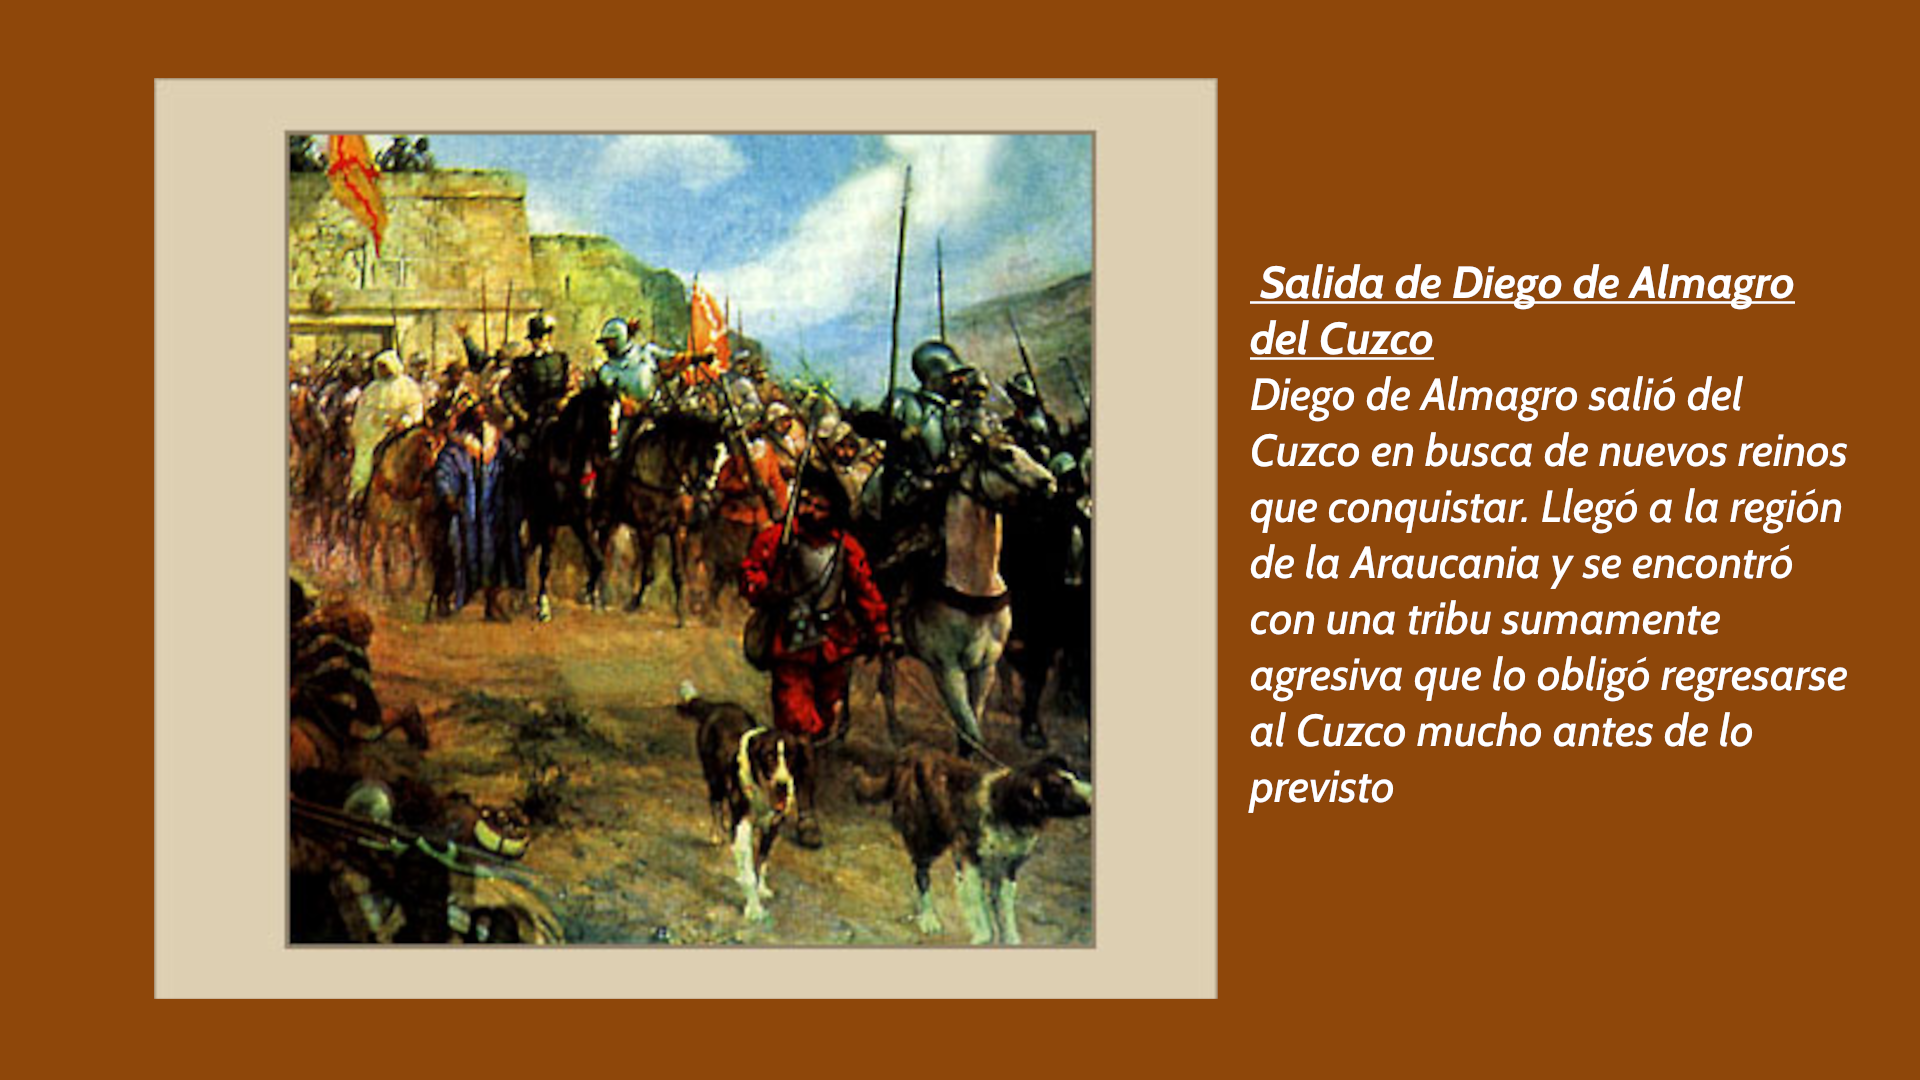 Salida de Diego de Almagro
del Cuzco
Diego de Almagro salió del
Cuzco en busca de nuevos reinos
que conquistar. Llegó a la región
de la Araucania y se encontró
con una tribu sumamente
agresiva que lo obligó regresarse
al Cuzco mucho antes de lo
previsto